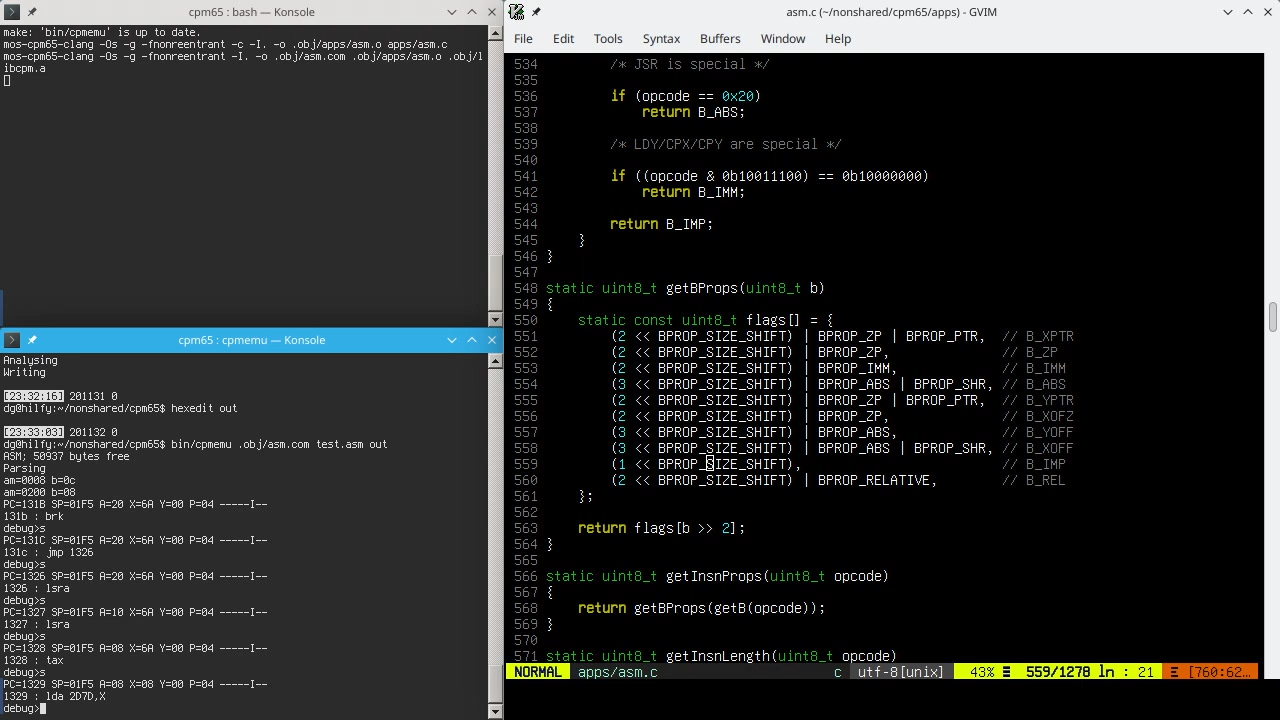 cpm65 : bash — Konsole
make: 'bin/cpmemu' is up to date.
mos-cpm65-clang -Os -g -fnonreentrant -c -I. -o .obj/apps/asm.o apps/asm.c
mos-cpm65-clang -Os -g -fnonreentrant -I. -o .obj/asm.com .obj/apps/asm.o .obj/l
ibcpm.a
cpm65 : cpmemu — Konsole
Analysing
Writing
[23:32:16] 201131 0
dg@hilfy:~/nonshared/cpm65$ hexedit out
[23:33:03] 201132 0
dg@hilfy:~/nonshared/cpm65$ bin/cpmemu .obj/asm.com test.asm out
ASM; 50937 bytes free
Parsing
am=0008 b=0c
am=0200 b=08
PC=131B SP=01F5 A=20 X=6A Y=00 P=04 -----I--
131b : brk
debug>s
PC=131C SP=01F5 A=20 X=6A Y=00 P=04 -----I--
131c : jmp 1326
debug>s
PC=1326 SP=01F5 A=20 X=6A Y=00 P=04 -----I--
1326 : lsra
debug>s
PC=1327 SP=01F5 A=10 X=6A Y=00 P=04 -----I--
1327 : lsra
debug>s
PC=1328 SP=01F5 A=08 X=6A Y=00 P=04 -----I--
1328 : tax
debug>s
PC=1329 SP=01F5 A=08 X=08 Y=00 P=04 -----I--
1329 : lda 2D7D,X
debug>
asm.c (~/nonshared/cpm65/apps) - GVIM
File Edit Tools Syntax Buffers Window Help
534 /* JSR is special */
535
536 if (opcode == 0x20)
537 return B_ABS;
538
539 /* LDY/CPX/CPY are special */
540
541 if ((opcode & 0b10011100) == 0b10000000)
542 return B_IMM;
543
544 return B_IMP;
545 }
546 }
547
548 static uint8_t getBProps(uint8_t b)
549 {
550 static const uint8_t flags[] = {
551 (2 << BPROP_SIZE_SHIFT) | BPROP_ZP | BPROP_PTR, // B_XPTR
552 (2 << BPROP_SIZE_SHIFT) | BPROP_ZP, // B_ZP
553 (2 << BPROP_SIZE_SHIFT) | BPROP_IMM, // B_IMM
554 (3 << BPROP_SIZE_SHIFT) | BPROP_ABS | BPROP_SHR, // B_ABS
555 (2 << BPROP_SIZE_SHIFT) | BPROP_ZP | BPROP_PTR, // B_YPTR
556 (2 << BPROP_SIZE_SHIFT) | BPROP_ZP, // B_XOFZ
557 (3 << BPROP_SIZE_SHIFT) | BPROP_ABS, // B_YOFF
558 (3 << BPROP_SIZE_SHIFT) | BPROP_ABS | BPROP_SHR, // B_XOFF
559 (1 << BPROP_SIZE_SHIFT), // B_IMP
560 (2 << BPROP_SIZE_SHIFT) | BPROP_RELATIVE, // B_REL
561 };
562
563 return flags[b >> 2];
564 }
565
566 static uint8_t getInsnProps(uint8_t opcode)
567 {
568 return getBProps(getB(opcode));
569 }
570
571 static uint8_t getInsnLength(uint8_t opcode)
NORMAL apps/asm.c c utf-8[unix] 43% ≡ 559/1278 ln : 21 Ξ [760:62…